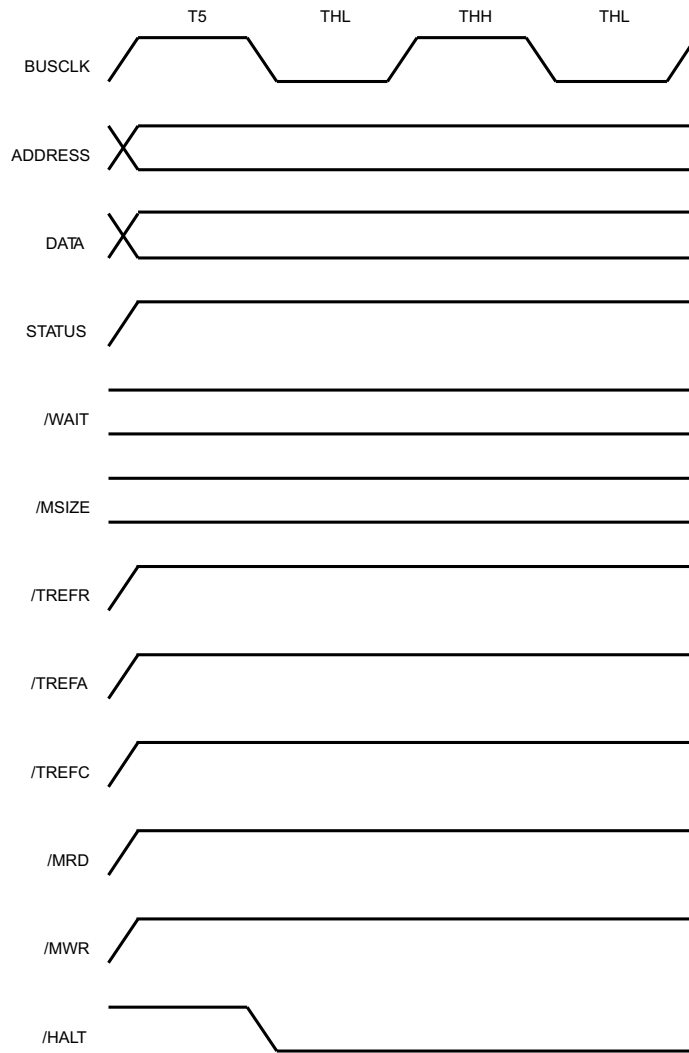 T5 THL THH THL
BUSCLK
ADDRESS
DATA
STATUS
/WAIT
/MSIZE
/TREFR
/TREFA
/TREFC
/MRD
/MWR
/HALT